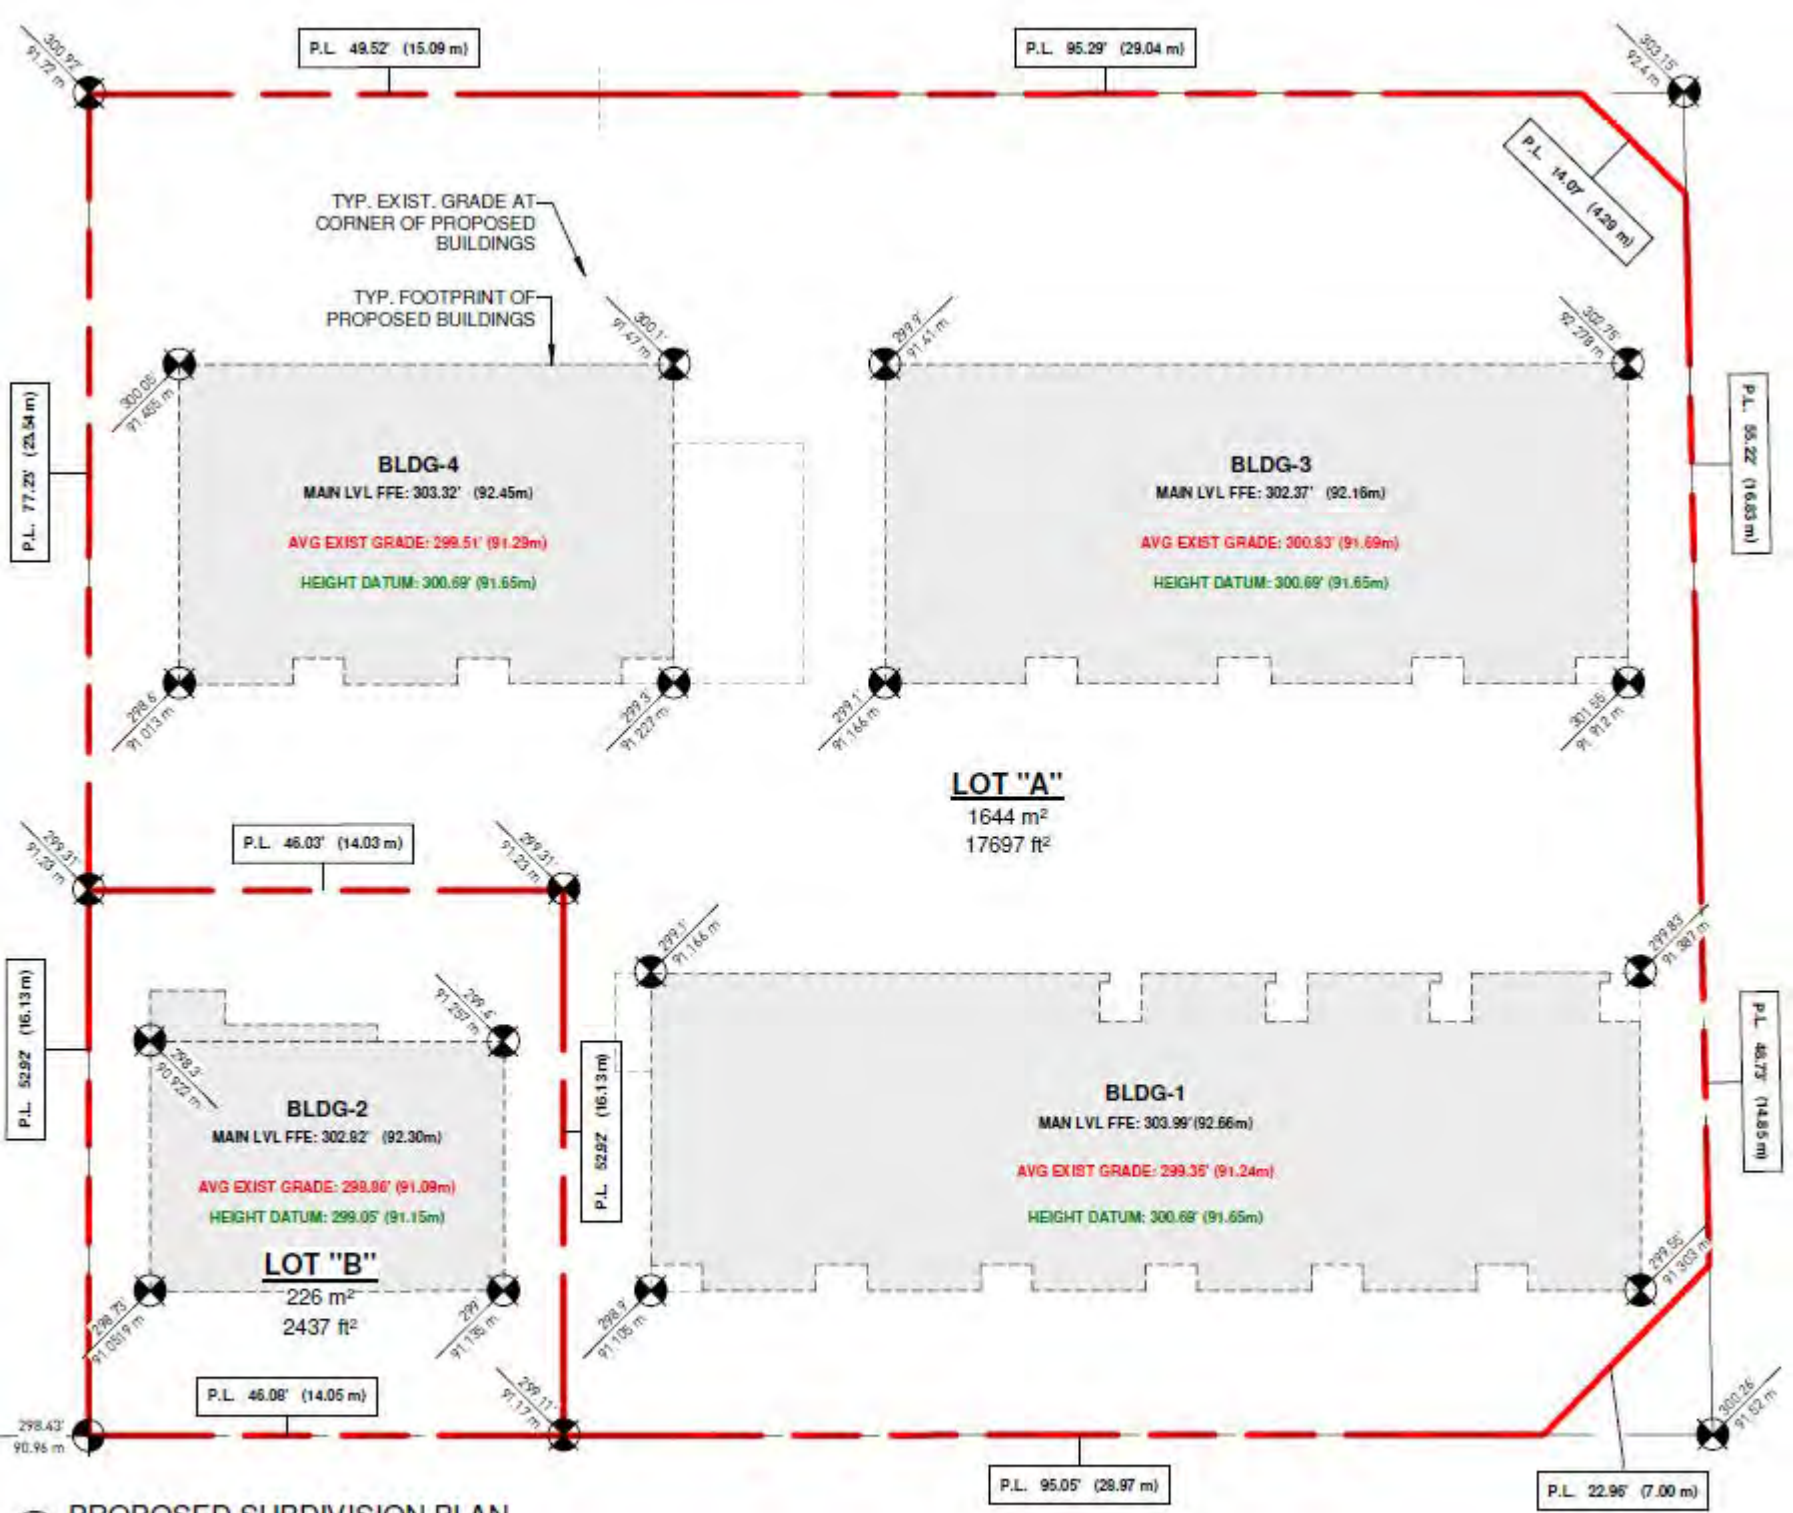 P.L. 49.52' (15.09 m)
P.L. 95.29' (29.04 m)
300.92'
91.72 m
303.15'
92.4 m
P.L. 14.07' (4.29 m)
TYP. EXIST. GRADE AT
CORNER OF PROPOSED
BUILDINGS
TYP. FOOTPRINT OF
PROPOSED BUILDINGS
300.1'
91.47 m
299.9'
91.41 m
302.75'
92.278 m
300.05'
91.455 m
P.L. 77.23' (23.54 m)
P.L. 55.22' (16.83 m)
BLDG-4
MAIN LVL FFE: 303.32' (92.45m)
AVG EXIST GRADE: 299.51' (91.29m)
HEIGHT DATUM: 300.69' (91.65m)
BLDG-3
MAIN LVL FFE: 302.37' (92.16m)
AVG EXIST GRADE: 300.83' (91.69m)
HEIGHT DATUM: 300.69' (91.65m)
298.6'
91.013 m
299.3'
91.227 m
299.1'
91.166 m
301.55'
91.912 m
LOT "A"
1644 m²
17697 ft²
299.31'
91.23 m
P.L. 46.03' (14.03 m)
299.31'
91.23 m
299.1'
91.166 m
299.83'
91.387 m
P.L. 52.92' (16.13 m)
299.4'
91.257 m
298.3'
90.922 m
P.L. 52.92' (16.13 m)
P.L. 48.73' (14.85 m)
BLDG-2
MAIN LVL FFE: 302.82' (92.30m)
AVG EXIST GRADE: 298.86' (91.09m)
HEIGHT DATUM: 299.05' (91.15m)
BLDG-1
MAN LVL FFE: 303.99' (92.66m)
AVG EXIST GRADE: 299.35' (91.24m)
HEIGHT DATUM: 300.69' (91.65m)
LOT "B"
226 m²
2437 ft²
298.73'
91.0519 m
299'
91.135 m
298.9'
91.105 m
299.55'
91.303 m
P.L. 46.08' (14.05 m)
299.11'
91.17 m
300.26'
91.52 m
298.43'
90.96 m
P.L. 95.05' (28.97 m)
P.L. 22.96' (7.00 m)
PROPOSED SUBDIVISION PLAN